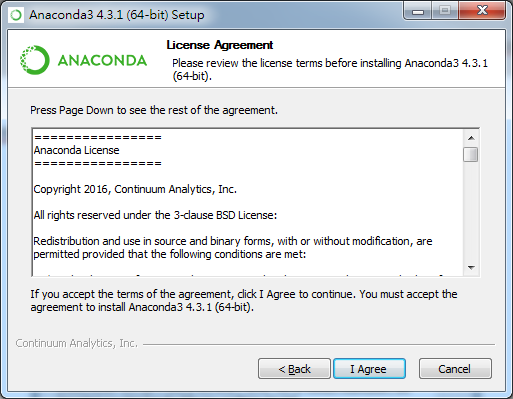 Anaconda3 4.3.1 (64-bit) Setup
ANACONDA
License Agreement
Please review the license terms before installing Anaconda3 4.3.1
(64-bit).
Press Page Down to see the rest of the agreement.
================
Anaconda License
================
Copyright 2016, Continuum Analytics, Inc.
All rights reserved under the 3-clause BSD License:
Redistribution and use in source and binary forms, with or without modification, are
permitted provided that the following conditions are met:
If you accept the terms of the agreement, click I Agree to continue. You must accept the
agreement to install Anaconda3 4.3.1 (64-bit).
Continuum Analytics, Inc.
< Back
I Agree
Cancel